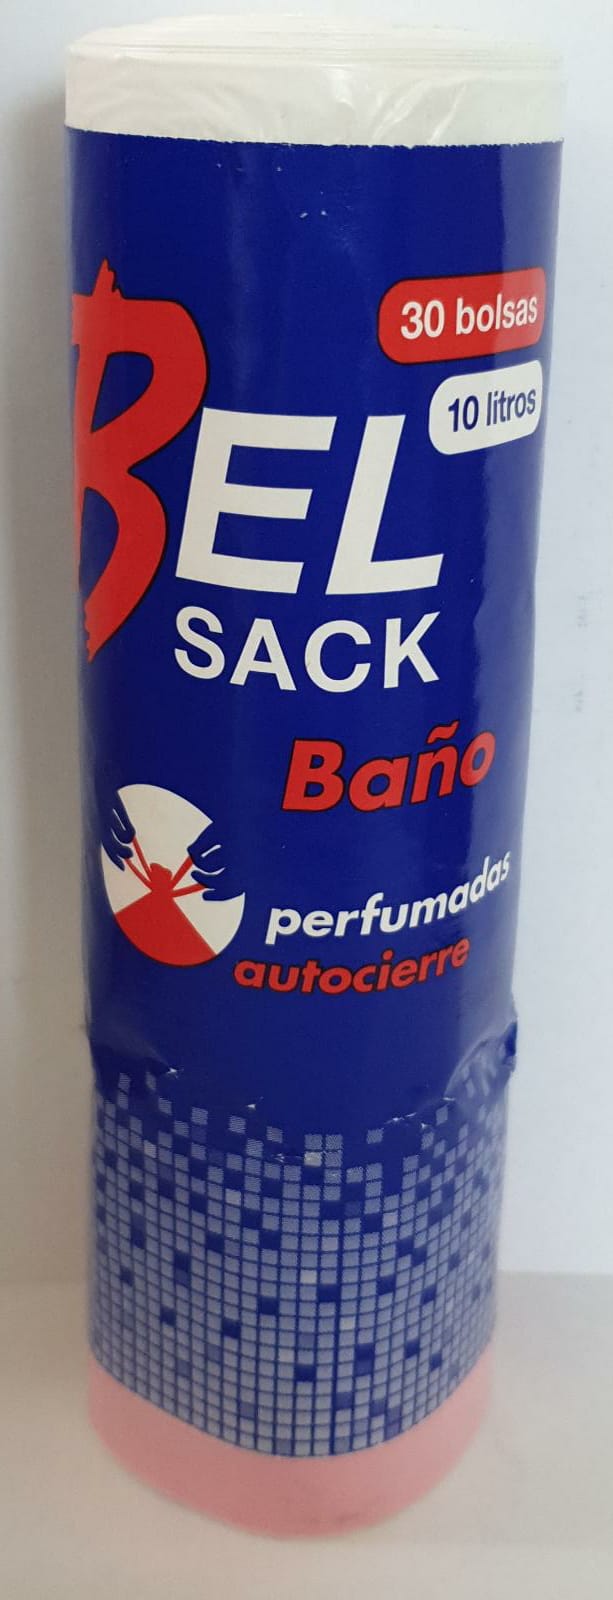 30 bolsas
10 litros
BEL
SACK
Baño
perfumadas
autocierre